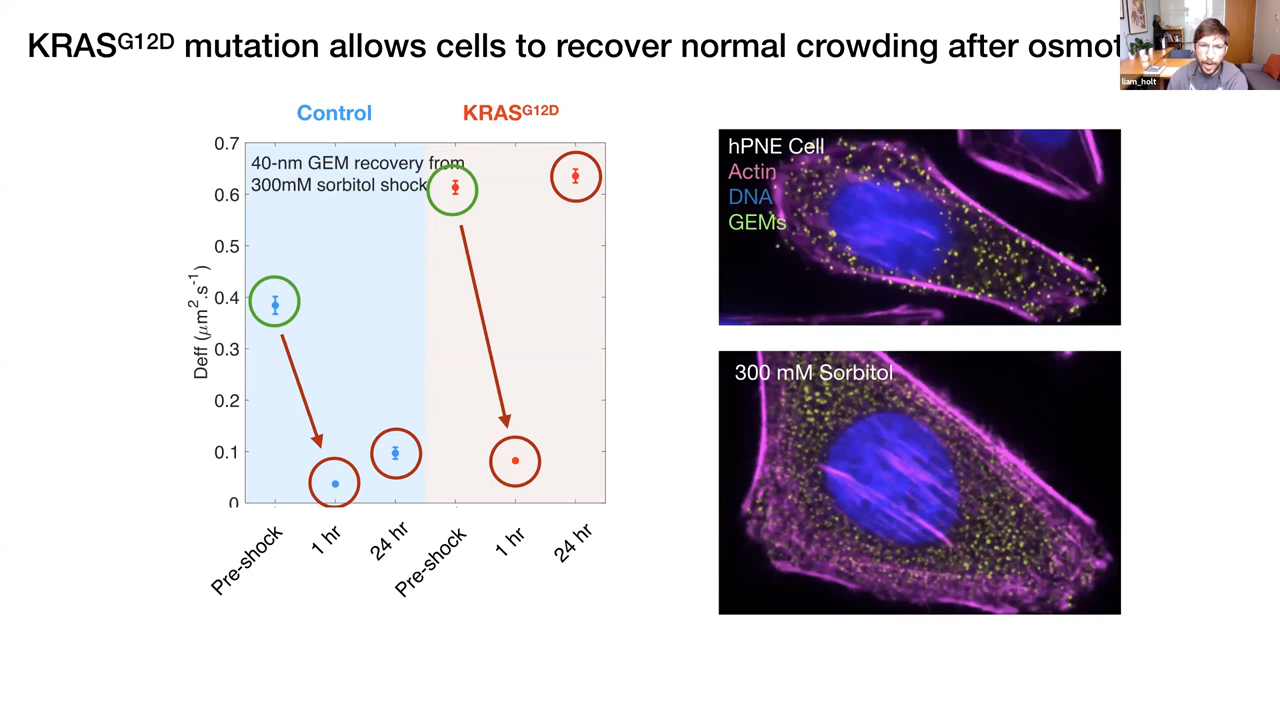 KRASG12D mutation allows cells to recover normal crowding after osmot
liam_holt
Control
KRASG12D
40-nm GEM recovery from
300mM sorbitol shock
0.7
0.6
0.5
0.4
0.3
0.2
0.1
0
Deff (μm2.s-1)
Pre-shock
1 hr
24 hr
Pre-shock
1 hr
24 hr
hPNE Cell
Actin
DNA
GEMs
300 mM Sorbitol